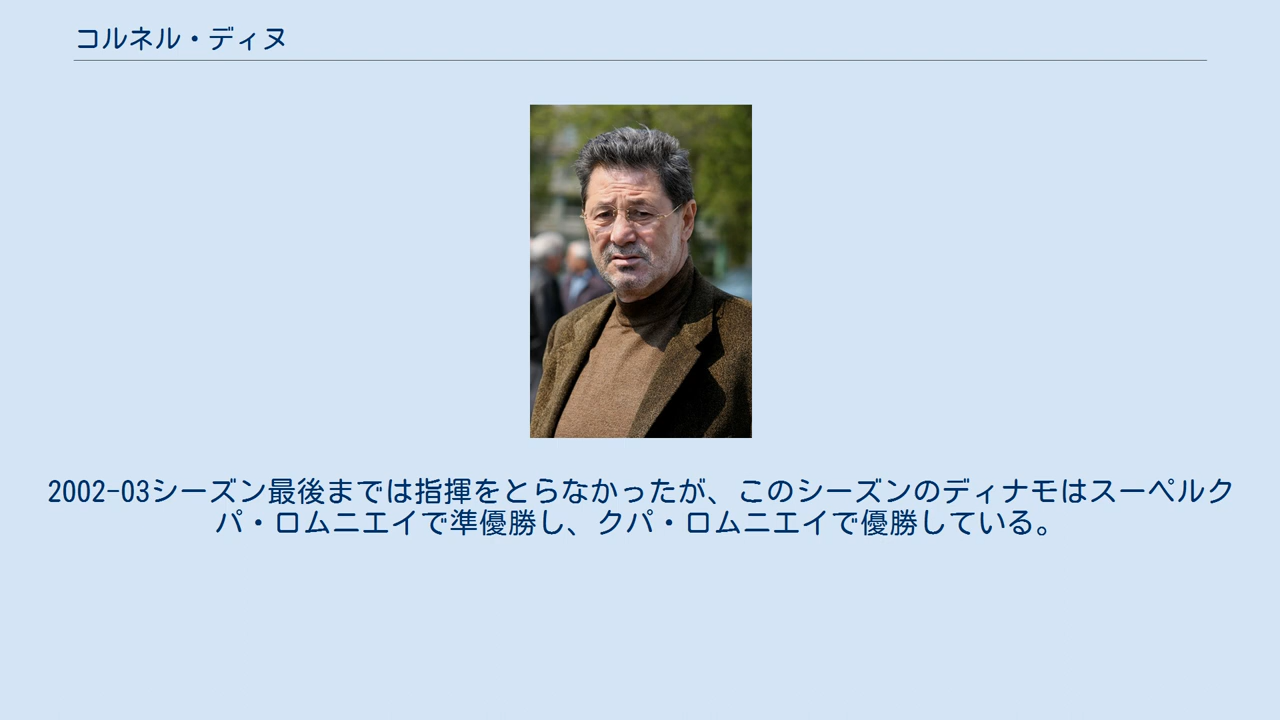 コルネル・ディヌ
2002-03シーズン最後までは指揮をとらなかったが、このシーズンのディナモはスーペルク
パ・ロムニエイで準優勝し、クパ・ロムニエイで優勝している。